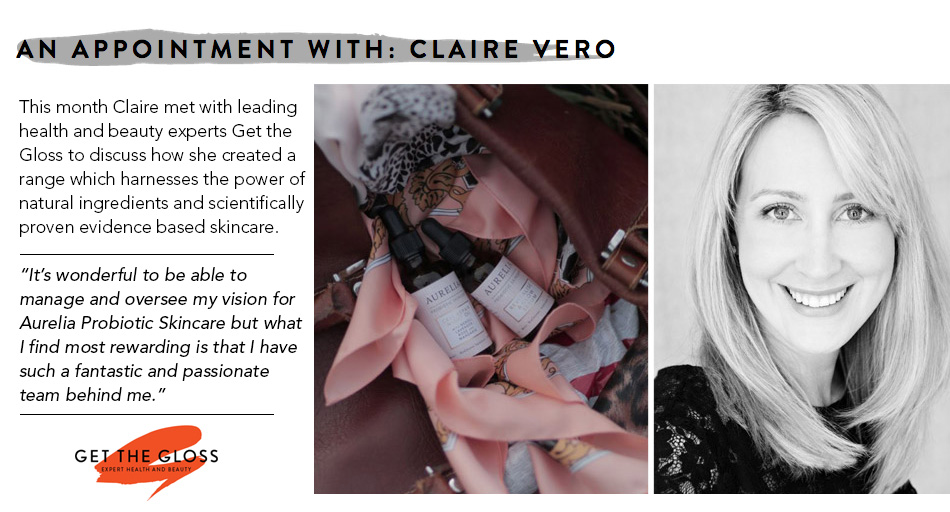 AN APPOINTMENT WITH: CLAIRE VERO
This month Claire met with leading
health and beauty experts Get the
Gloss to discuss how she created a
range which harnesses the power of
natural ingredients and scientifically
proven evidence based skincare.
“It’s wonderful to be able to
manage and oversee my vision for
Aurelia Probiotic Skincare but what
I find most rewarding is that I have
such a fantastic and passionate
team behind me.”
GET THE GLOSS
EXPERT HEALTH AND BEAUTY
AURELIA
AURELIA